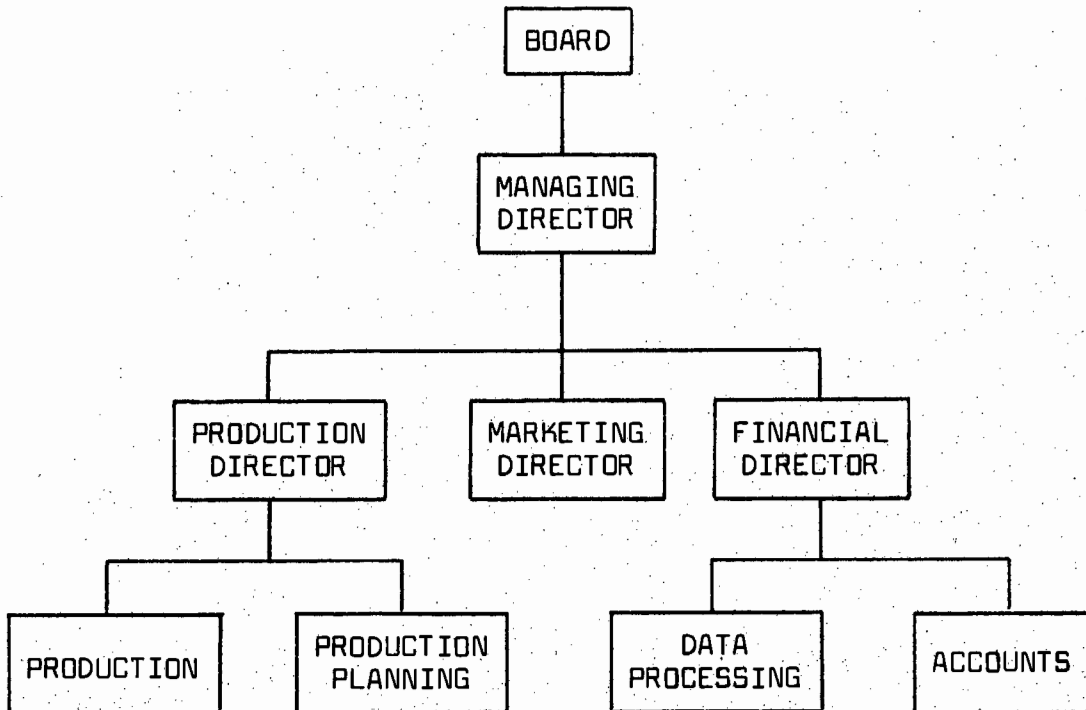 BOARD
MANAGING
DIRECTOR
PRODUCTION
DIRECTOR
MARKETING
DIRECTOR
FINANCIAL
DIRECTOR
PRODUCTION
PRODUCTION
PLANNING
DATA
PROCESSING
ACCOUNTS